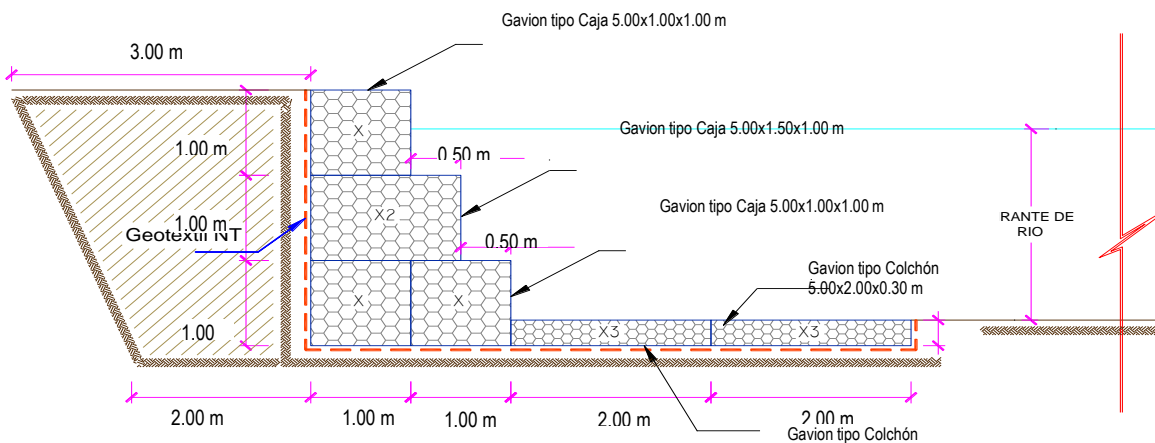 Gavion tipo Caja 5.00x1.00x1.00 m
3.00 m
X
Gavion tipo Caja 5.00x1.50x1.00 m
1.00 m
0.50 m
X2
Gavion tipo Caja 5.00x1.00x1.00 m
1.00 m
Geotextil NT
RANTE DE
RIO
0.50 m
Gavion tipo Colchón
5.00x2.00x0.30 m
X
X
1.00
X3
X3
2.00 m
1.00 m
1.00 m
2.00 m
2.00 m
Gavion tipo Colchón